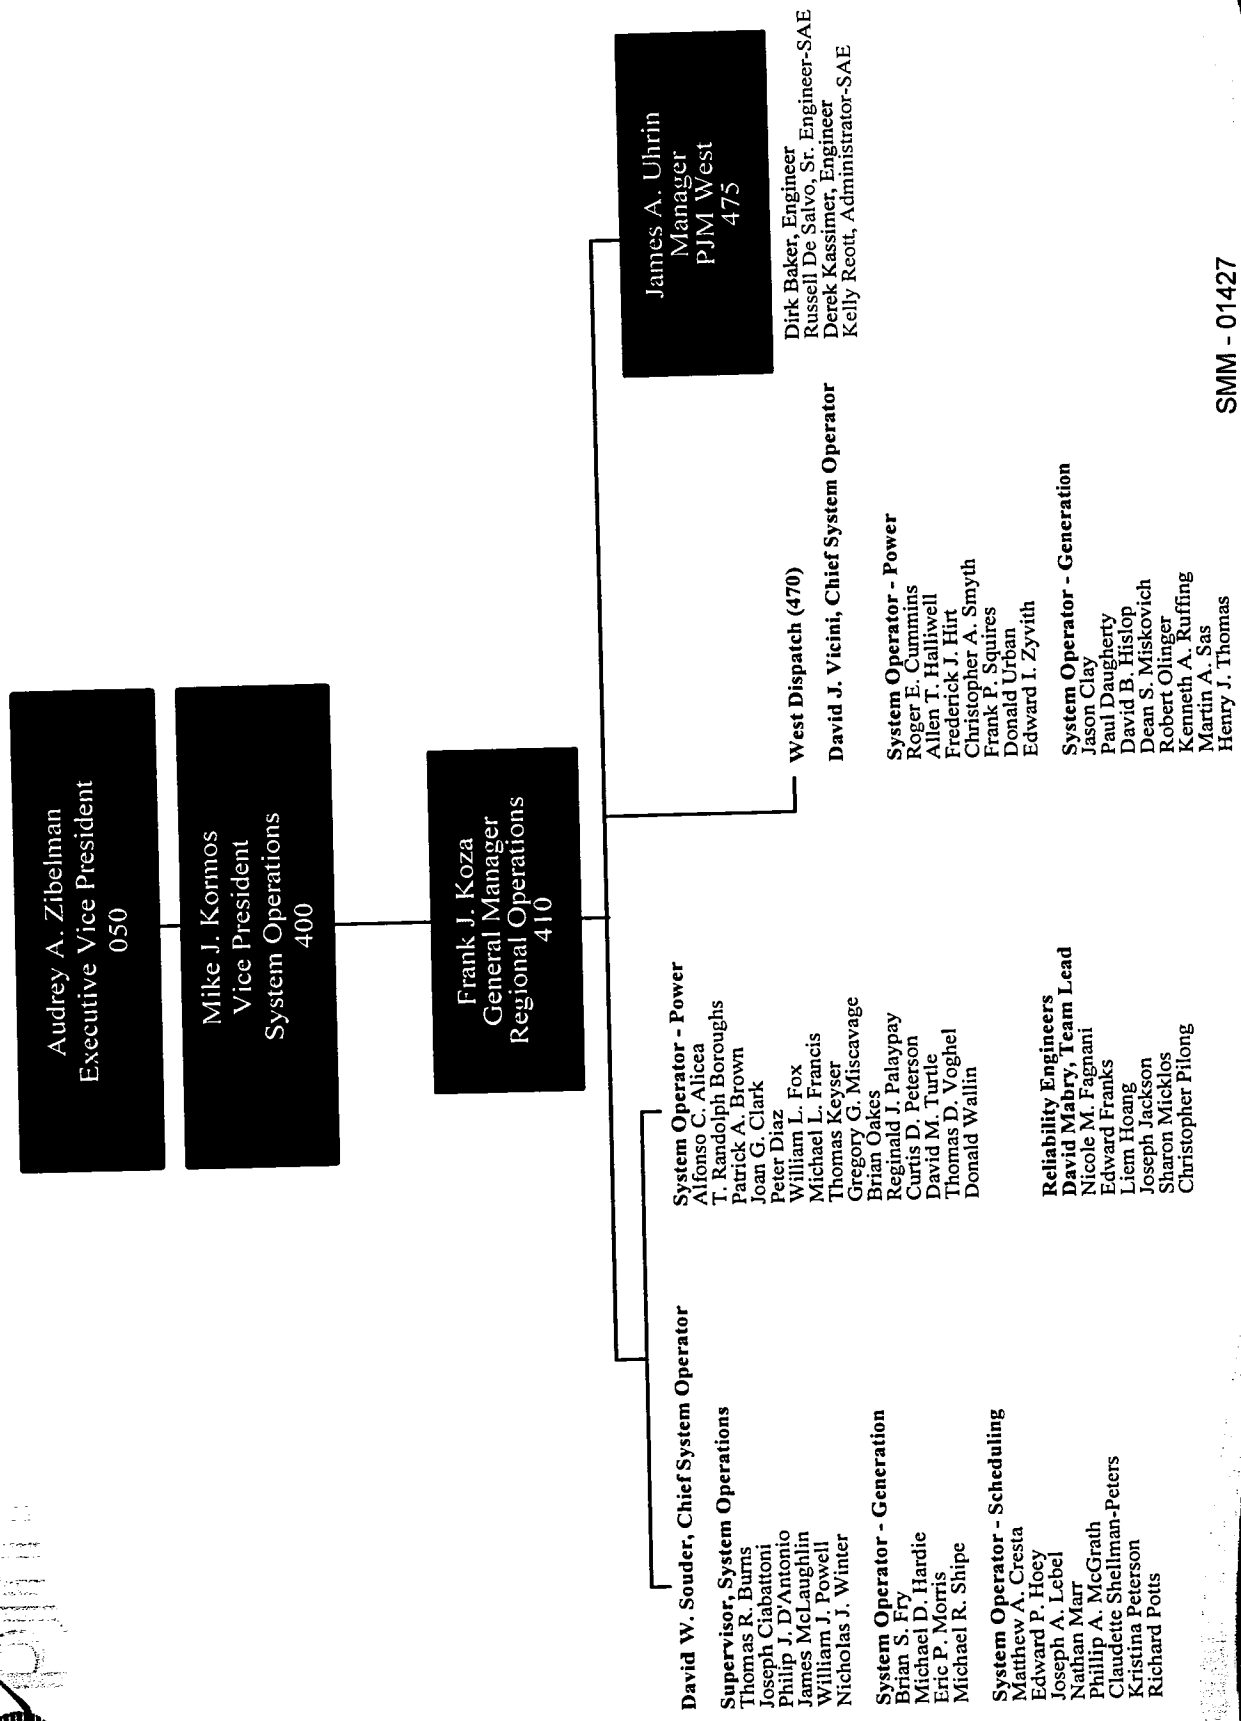 Audrey A. Zibelman
Executive Vice President
050
Mike J. Kormos
Vice President
System Operations
400
Frank J. Koza
General Manager
Regional Operations
410
David W. Souder, Chief System Operator
Supervisor, System Operations
Thomas R. Burns
Joseph Ciabattoni
Philip J. D'Antonio
James McLaughlin
William J. Powell
Nicholas J. Winter
System Operator - Generation
Brian S. Fry
Michael D. Hardie
Eric P. Morris
Michael R. Shipe
System Operator - Scheduling
Matthew A. Cresta
Edward P. Hoey
Joseph A. Lebel
Nathan Marr
Phillip A. McGrath
Claudette Shellman-Peters
Kristina Peterson
Richard Potts
System Operator - Power
Alfonso C. Alicea
T. Randolph Boroughs
Patrick A. Brown
Joan G. Clark
Peter Diaz
William L. Fox
Michael L. Francis
Thomas Keyser
Gregory G. Miscavage
Brian Oakes
Reginald J. Palaypay
Curtis D. Peterson
David M. Turtle
Thomas D. Voghel
Donald Wallin
Reliability Engineers
David Mabry, Team Lead
Nicole M. Fagnani
Edward Franks
Liem Hoang
Joseph Jackson
Sharon Micklos
Christopher Pilong
West Dispatch (470)
David J. Vicini, Chief System Operator
System Operator - Power
Roger E. Cummins
Allen T. Halliwell
Frederick J. Hirt
Christopher A. Smyth
Frank P. Squires
Donald Urban
Edward I. Zyvith
System Operator - Generation
Jason Clay
Paul Daugherty
David B. Hislop
Dean S. Miskovich
Robert Olinger
Kenneth A. Ruffing
Martin A. Sas
Henry J. Thomas
James A. Uhrin
Manager
PJM West
475
Dirk Baker, Engineer
Russell De Salvo, Sr. Engineer-SAE
Derek Kassimer, Engineer
Kelly Reott, Administrator-SAE
SMM - 01427